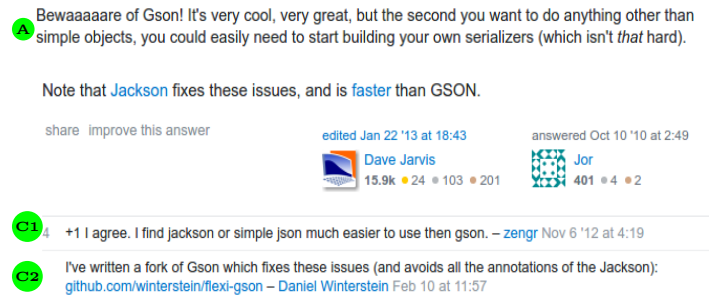 Bewaaaaare of Gson! It's very cool, very great, but the second you want to do anything other than
A simple objects, you could easily need to start building your own serializers (which isn't that hard).
Note that Jackson fixes these issues, and is faster than GSON.
share improve this answer
edited Jan 22 '13 at 18:43 answered Oct 10 '10 at 2:49
Dave Jarvis Jor
15.9k 24 103 201 401 4 2
C1 4 +1 I agree. I find jackson or simple json much easier to use then gson. – zengr Nov 6 '12 at 4:19
I've written a fork of Gson which fixes these issues (and avoids all the annotations of the Jackson):
C2 github.com/winterstein/flexi-gson – Daniel Winterstein Feb 10 at 11:57